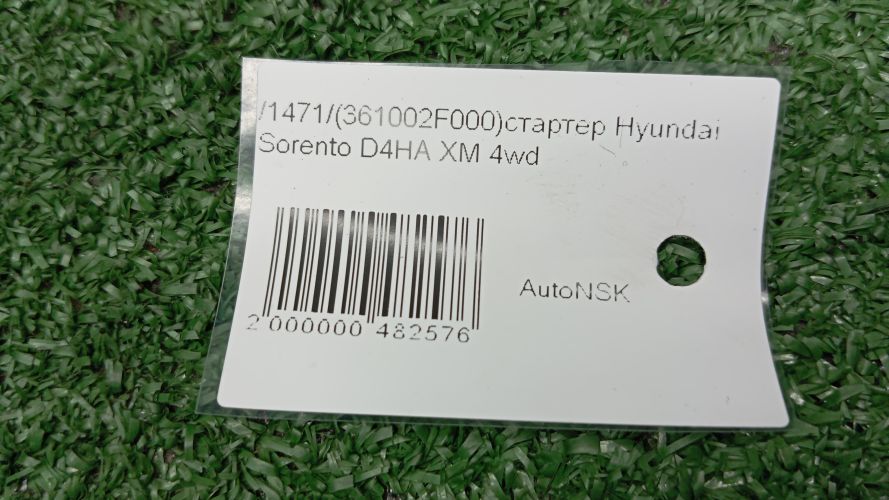 /1471/(361002F000)стартер Hyundai
Sorento D4HA XM 4wd
AutoNSK
2 000000 482576